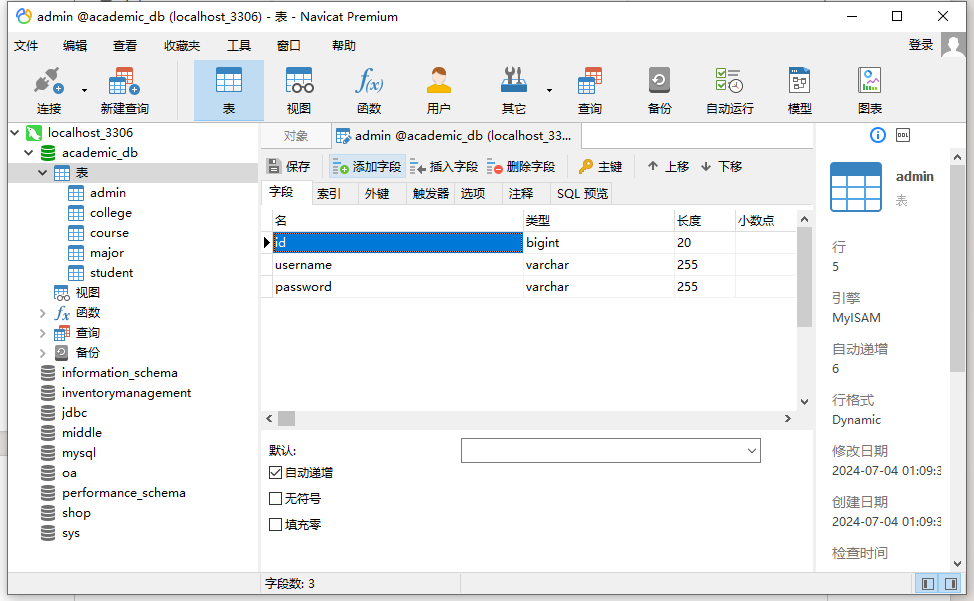 admin @academic_db (localhost_3306) - 表 - Navicat Premium
文件 编辑 查看 收藏夹 工具 窗口 帮助 登录
连接 新建查询 表 视图 函数 用户 其它 查询 备份 自动运行 模型 图表
localhost_3306
academic_db
表
admin
college
course
major
student
视图
函数
查询
备份
information_schema
inventorymanagement
jdbc
middle
mysql
oa
performance_schema
shop
sys
对象 admin @academic_db (localhost_33...
保存 添加字段 插入字段 删除字段 主键 上移 下移
字段 索引 外键 触发器 选项 注释 SQL 预览
名 类型 长度 小数点
id bigint 20
username varchar 255
password varchar 255
默认:
自动递增
无符号
填充零
字段数: 3
DDL
admin
表
行
5
引擎
MyISAM
自动递增
6
行格式
Dynamic
修改日期
2024-07-04 01:09:3
创建日期
2024-07-04 01:09:3
检查时间